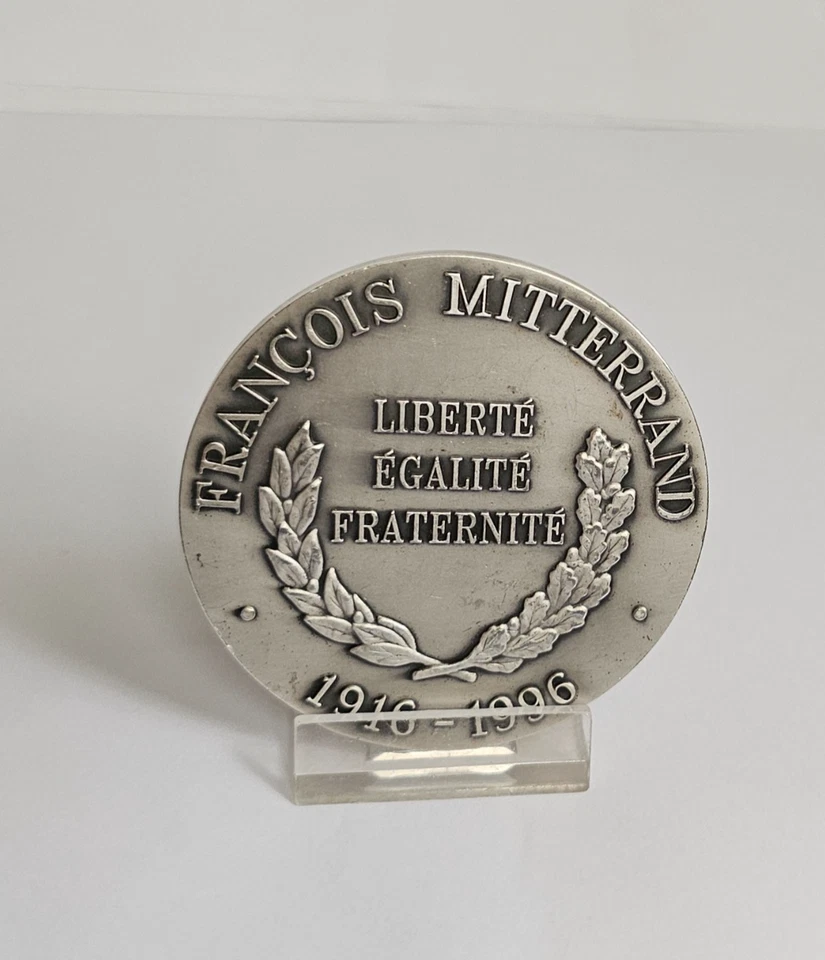 FRANÇOIS MITTERRAND
LIBERTÉ
ÉGALITÉ
FRATERNITÉ
1916 - 1996